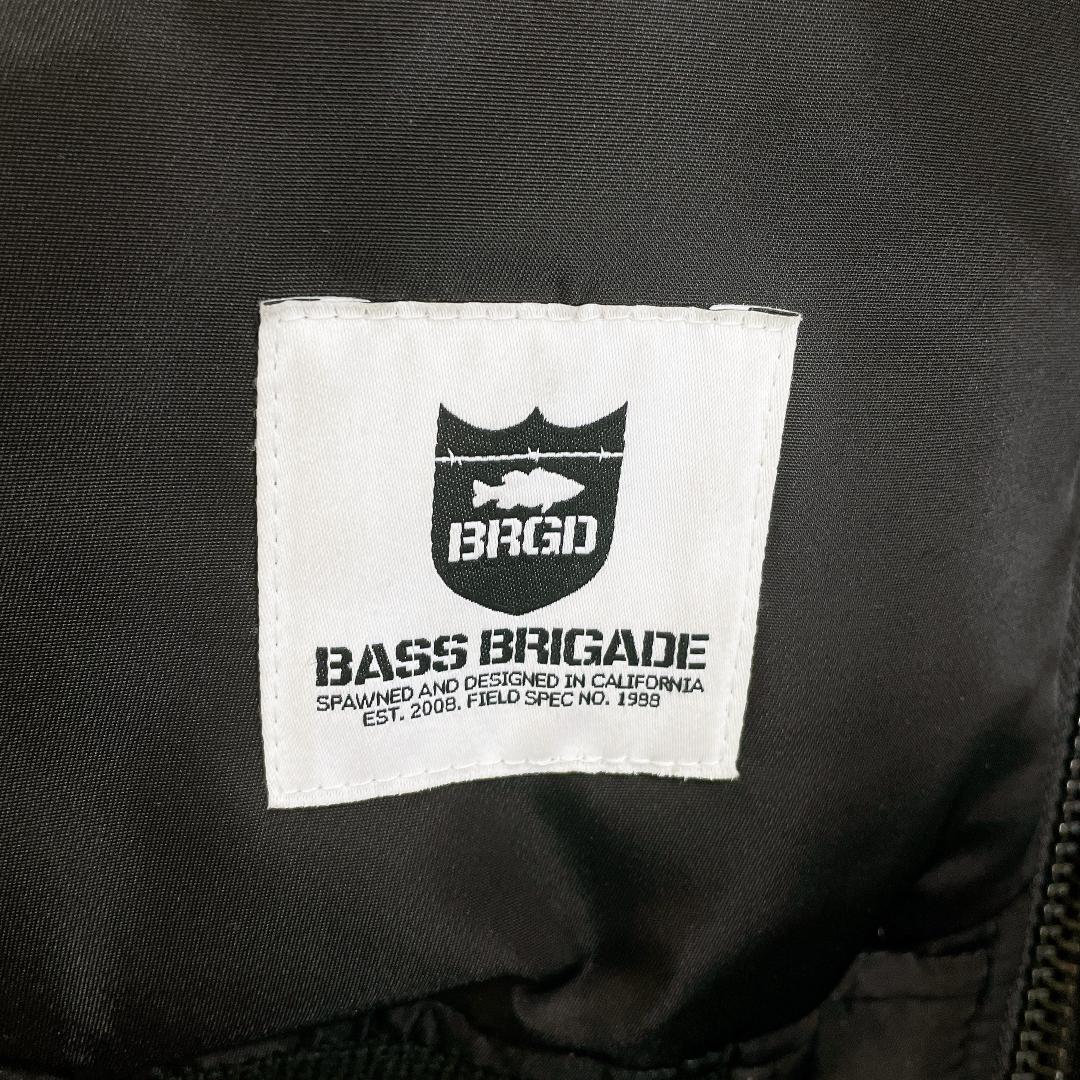 BRGD
BASS BRIGADE
SPAWNED AND DESIGNED IN CALIFORNIA
EST. 2008. FIELD SPEC NO. 1988